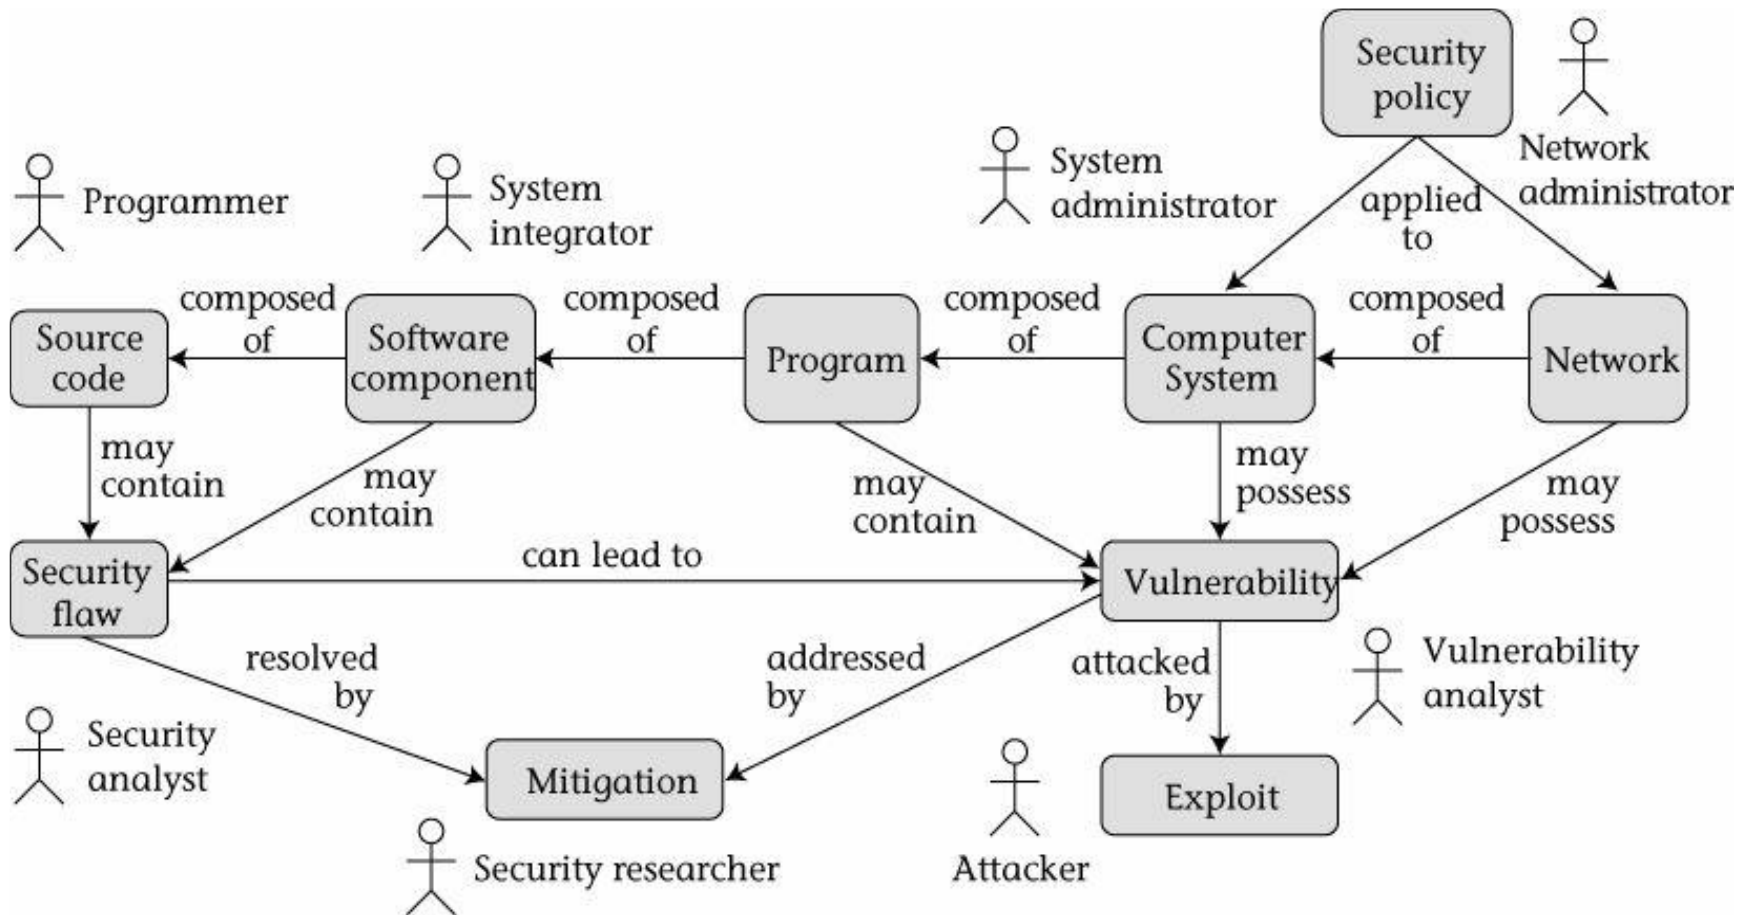 Security
policy
Network
administrator
System
administrator
applied
to
Programmer
System
integrator
composed
of
composed
of
composed
of
composed
of
Source
code
Software
component
Program
Computer
System
Network
may
contain
may
contain
may
contain
may
possess
may
possess
Security
flaw
can lead to
Vulnerability
resolved
by
addressed
by
attacked
by
Vulnerability
analyst
Security
analyst
Mitigation
Exploit
Security researcher
Attacker